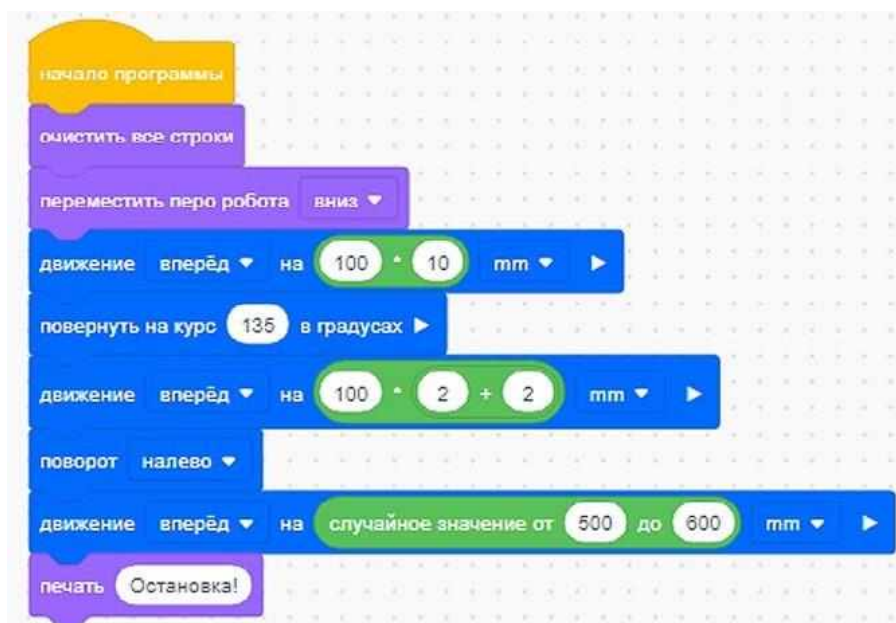 начало программы
очистить все строки
переместить перо робота вниз
движение вперёд на 100 * 10 mm
повернуть на курс 135 в градусах
движение вперёд на 100 * 2 + 2 mm
поворот налево
движение вперёд на случайное значение от 500 до 600 mm
печать Остановка!